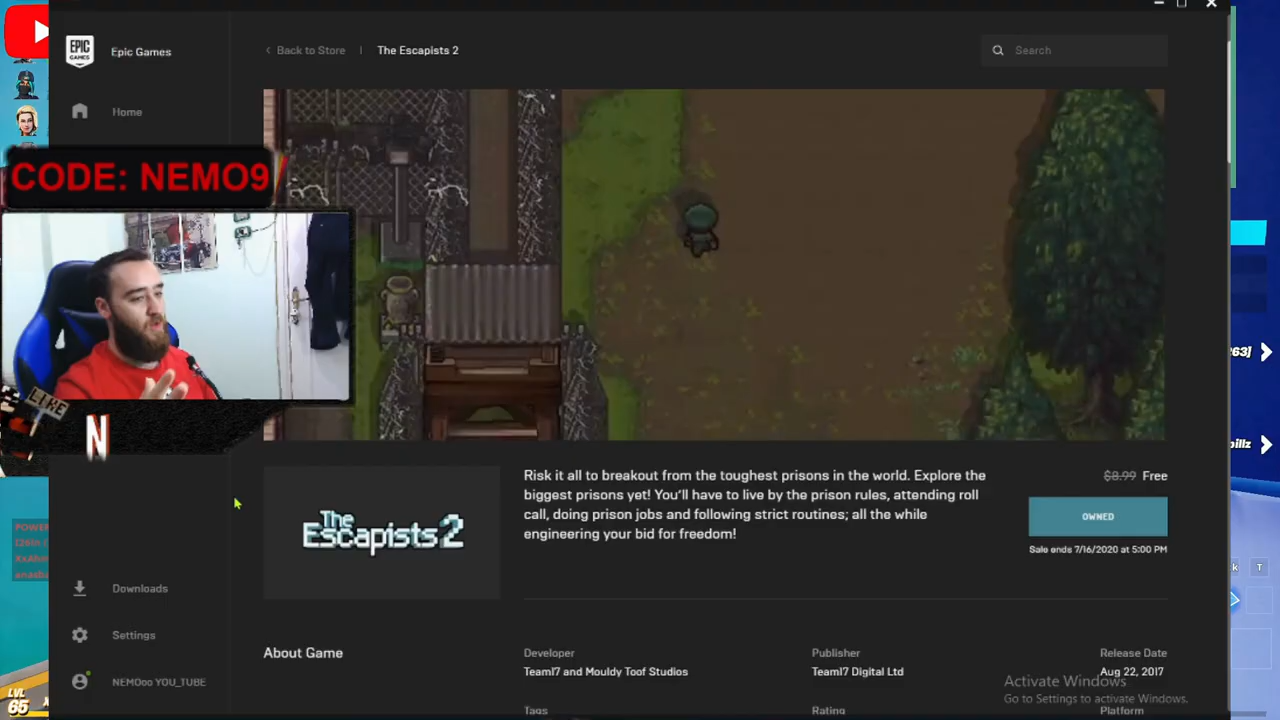 EPIC GAMES
Epic Games
Back to Store
The Escapists 2
Search
Home
CODE: NEMO9
LIKE
N
Risk it all to breakout from the toughest prisons in the world. Explore the
biggest prisons yet! You'll have to live by the prison rules, attending roll
call, doing prison jobs and following strict routines; all the while
engineering your bid for freedom!
$8.99 Free
OWNED
Sale ends 7/16/2020 at 5:00 PM
The Escapists 2
Downloads
Settings
NEMOoo YOU_TUBE
About Game
Developer
Team17 and Mouldy Toof Studios
Publisher
Team17 Digital Ltd
Release Date
Aug 22, 2017
Tags
Rating
Platform
Activate Windows
Go to Settings to activate Windows.
LVL
65
T